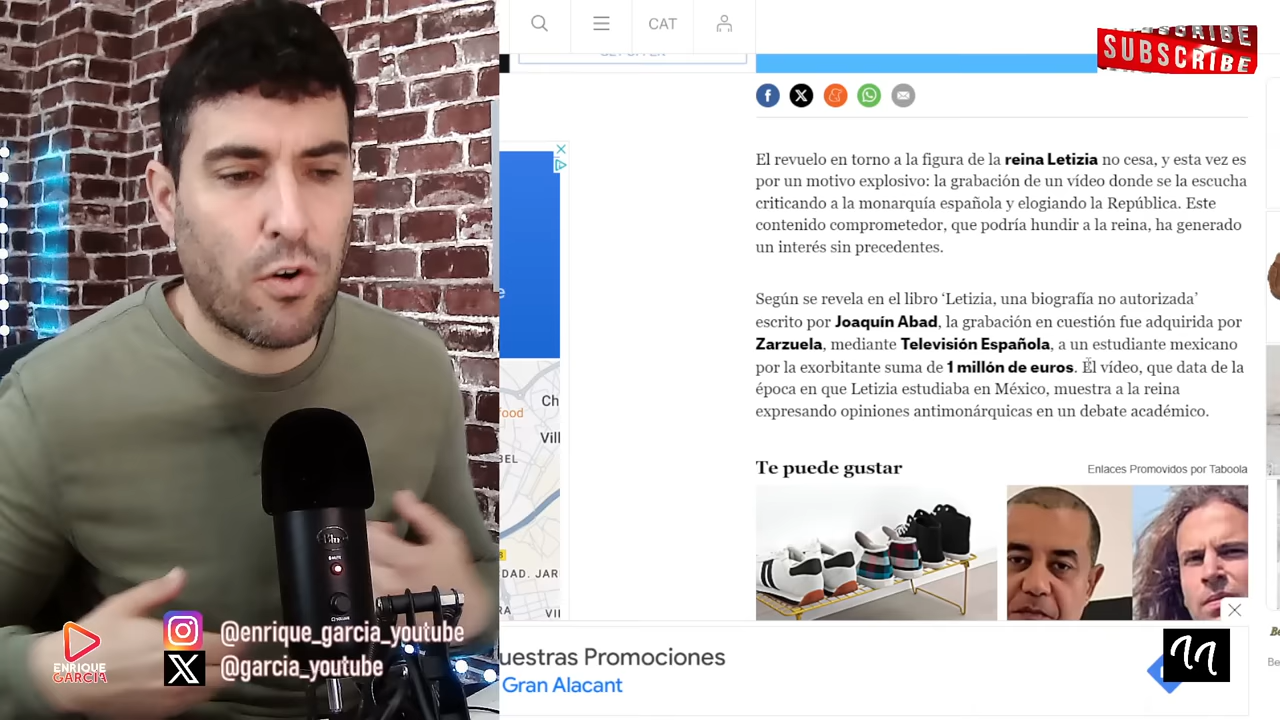 CAT
SUBSCRIBE
El revuelo en torno a la figura de la reina Letizia no cesa, y esta vez es
por un motivo explosivo: la grabación de un vídeo donde se la escucha
criticando a la monarquía española y elogiando la República. Este
contenido comprometedor, que podría hundir a la reina, ha generado
un interés sin precedentes.
Según se revela en el libro ‘Letizia, una biografía no autorizada’
escrito por Joaquín Abad, la grabación en cuestión fue adquirida por
Zarzuela, mediante Televisión Española, a un estudiante mexicano
por la exorbitante suma de 1 millón de euros. El vídeo, que data de la
época en que Letizia estudiaba en México, muestra a la reina
expresando opiniones antimonárquicas en un debate académico.
Te puede gustar
Enlaces Promovidos por Taboola
Blue
@enrique_garcia_youtube
@garcia_youtube
ENRIQUE
GARCIA
uestras Promociones
Gran Alacant